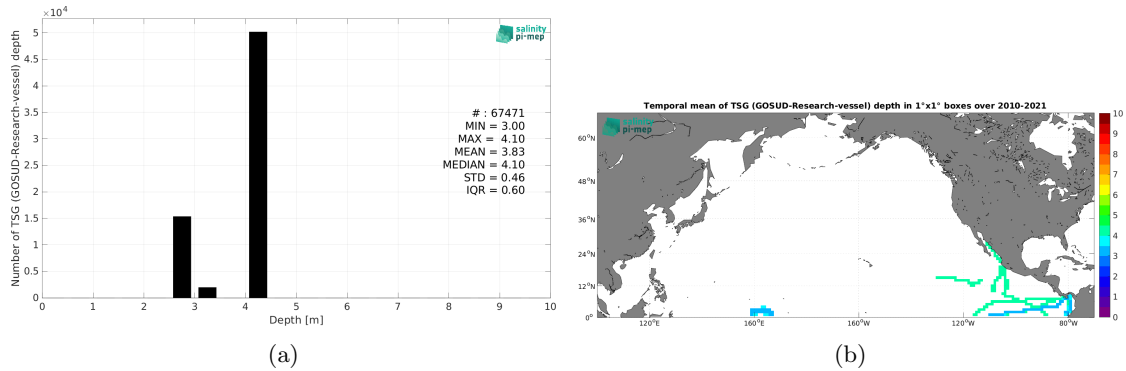 ×10⁴
5
4.5
4
3.5
3
2.5
2
1.5
1
0.5
0
Number of TSG (GOSUD-Research-vessel) depth
salinity
pi-mep
# : 67471
MIN = 3.00
MAX = 4.10
MEAN = 3.83
MEDIAN = 4.10
STD = 0.46
IQR = 0.60
0 1 2 3 4 5 6 7 8 9 10
Depth [m]
(a)
Temporal mean of TSG (GOSUD-Research-vessel) depth in 1°x1° boxes over 2010-2021
salinity
pi-mep
60°N
48°N
36°N
24°N
12°N
0°
120°E 160°E 160°W 120°W 80°W
10
9
8
7
6
5
4
3
2
1
0
(b)